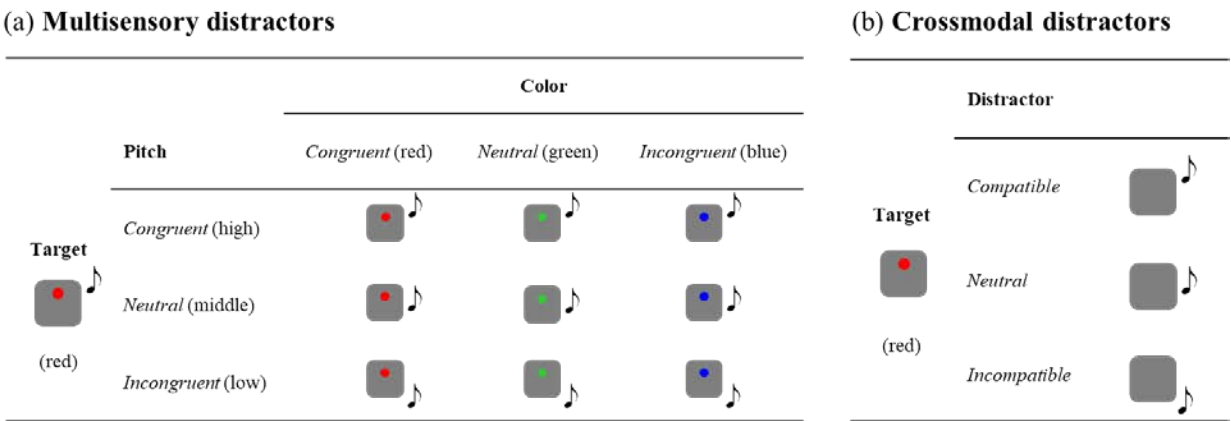 (a) Multisensory distractors
Color
Pitch Congruent (red) Neutral (green) Incongruent (blue)
Congruent (high)
Target
Neutral (middle)
(red)
Incongruent (low)
(b) Crossmodal distractors
Distractor
Compatible
Target
Neutral
(red)
Incompatible